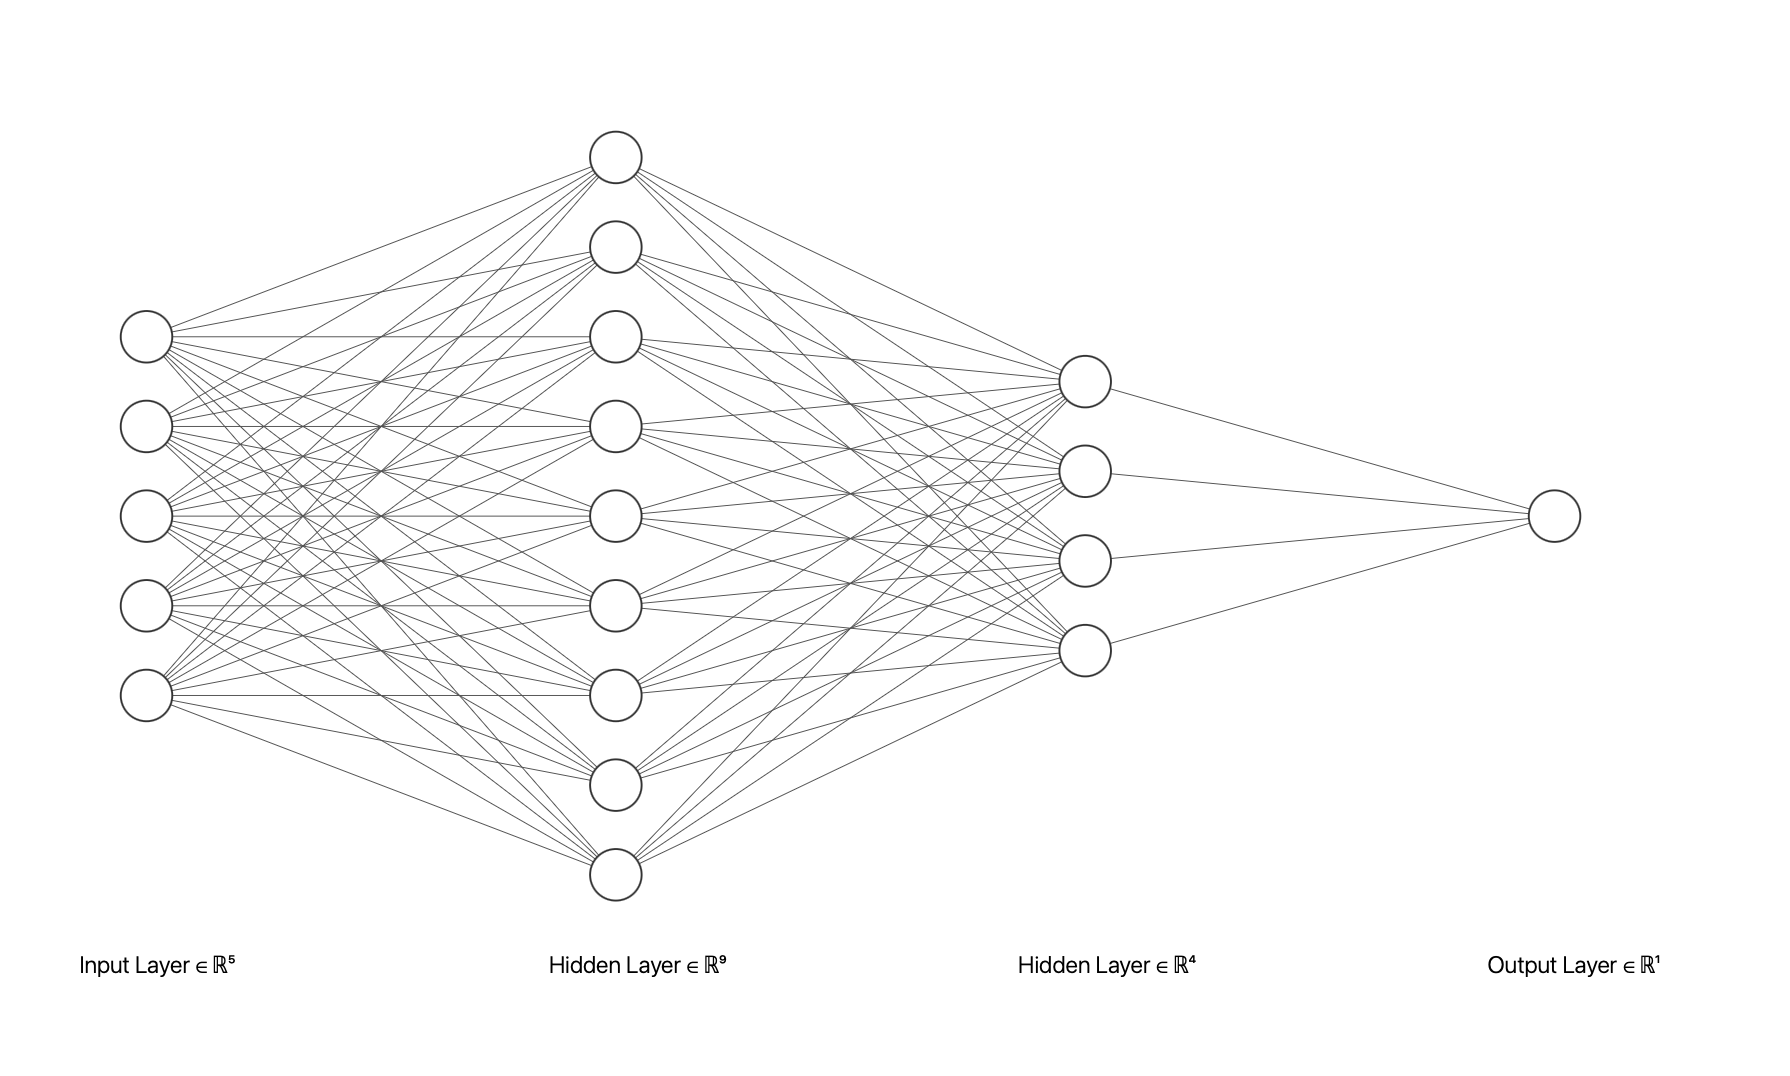 Input Layer ∈ ℝ⁵
Hidden Layer ∈ ℝ⁹
Hidden Layer ∈ ℝ⁴
Output Layer ∈ ℝ¹